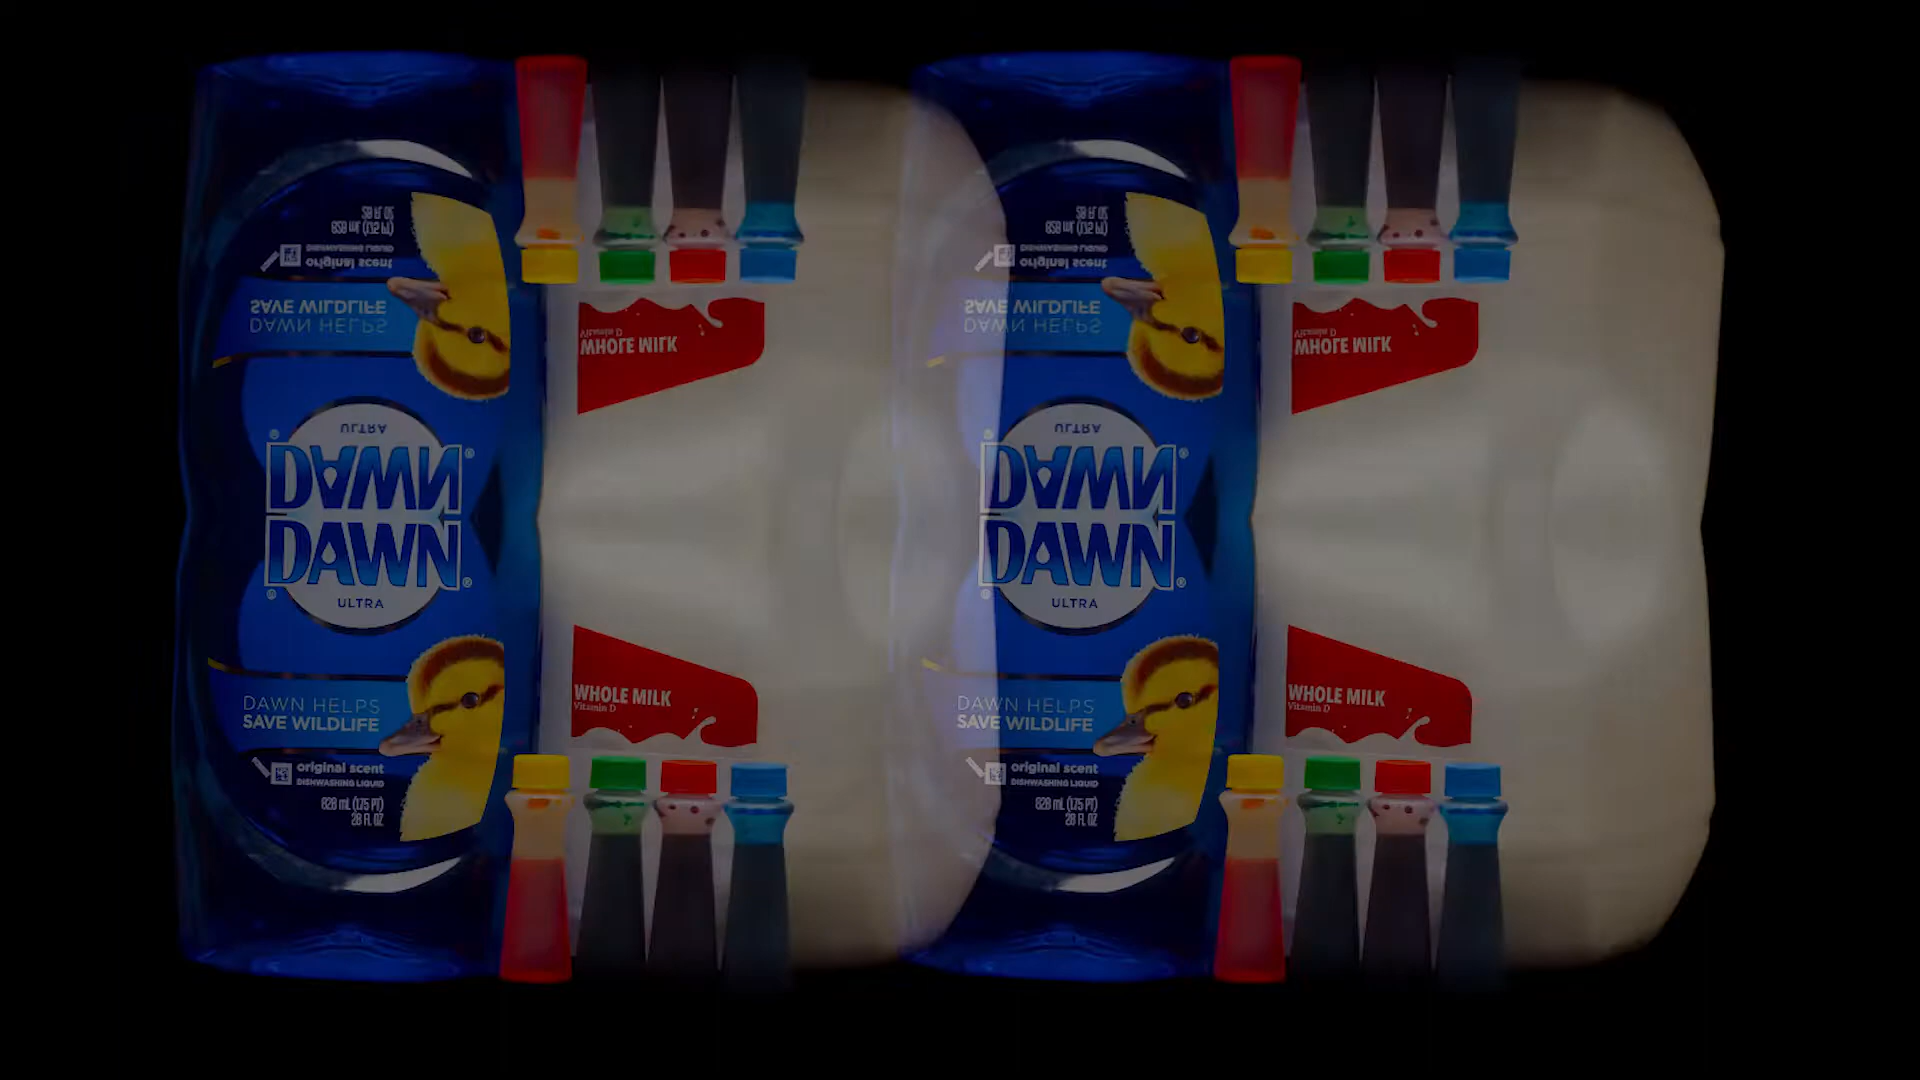 28 FL OZ
828 mL (1.75 PT)
DISHWASHING LIQUID
original scent
SAVE WILDLIFE
DAWN HELPS
ULTRA
DAWN
DAWN
ULTRA
DAWN HELPS
SAVE WILDLIFE
original scent
DISHWASHING LIQUID
828 mL (1.75 PT)
28 FL OZ
Vitamin D
WHOLE MILK
WHOLE MILK
Vitamin D
28 FL OZ
828 mL (1.75 PT)
DISHWASHING LIQUID
original scent
SAVE WILDLIFE
DAWN HELPS
ULTRA
DAWN
DAWN
ULTRA
DAWN HELPS
SAVE WILDLIFE
original scent
DISHWASHING LIQUID
828 mL (1.75 PT)
28 FL OZ
Vitamin D
WHOLE MILK
WHOLE MILK
Vitamin D